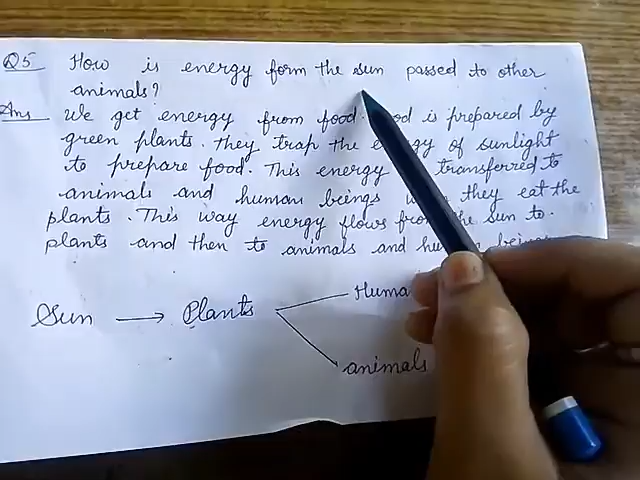 Q5 How is energy form the sun passed to other
animals?
Ans We get energy from food. is prepared by
green plants. They trap the of sunlight
to prepare food. This energy transferred to
animals and human beings they eat the
plants. This way energy flows from the sun to.
plants and then to animals and
Sun → Plants
animals